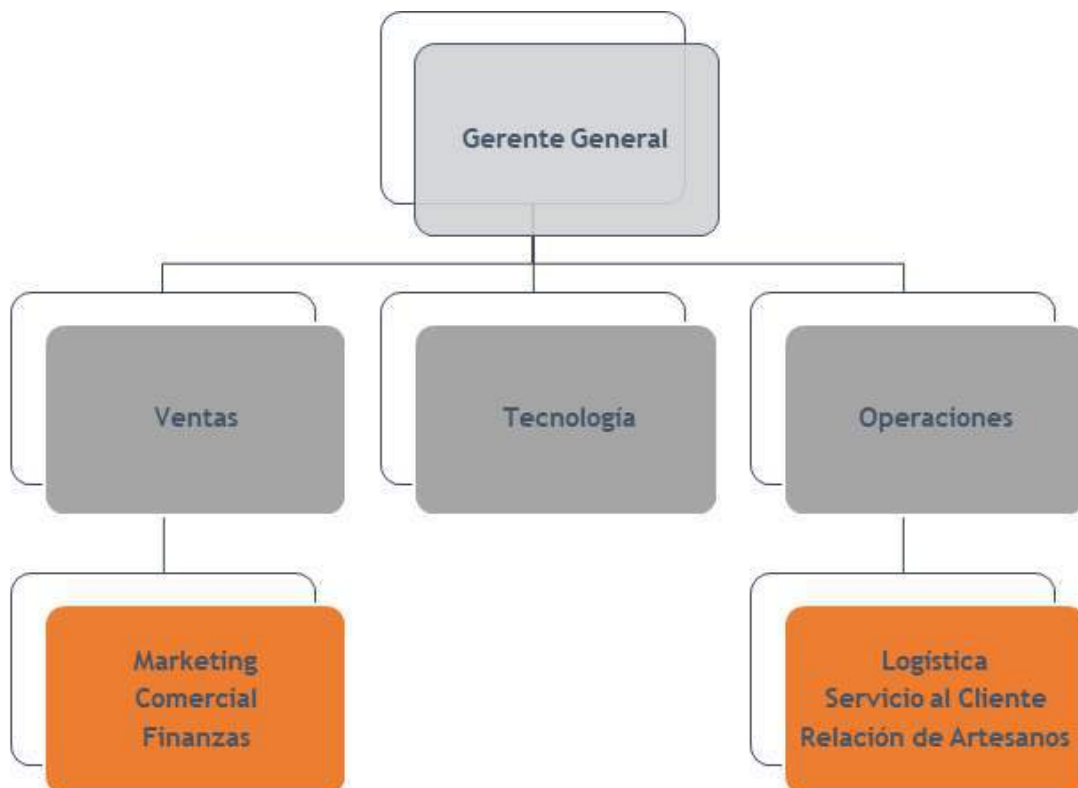 Gerente General
Ventas
Tecnología
Operaciones
Marketing
Comercial
Finanzas
Logística
Servicio al Cliente
Relación de Artesanos